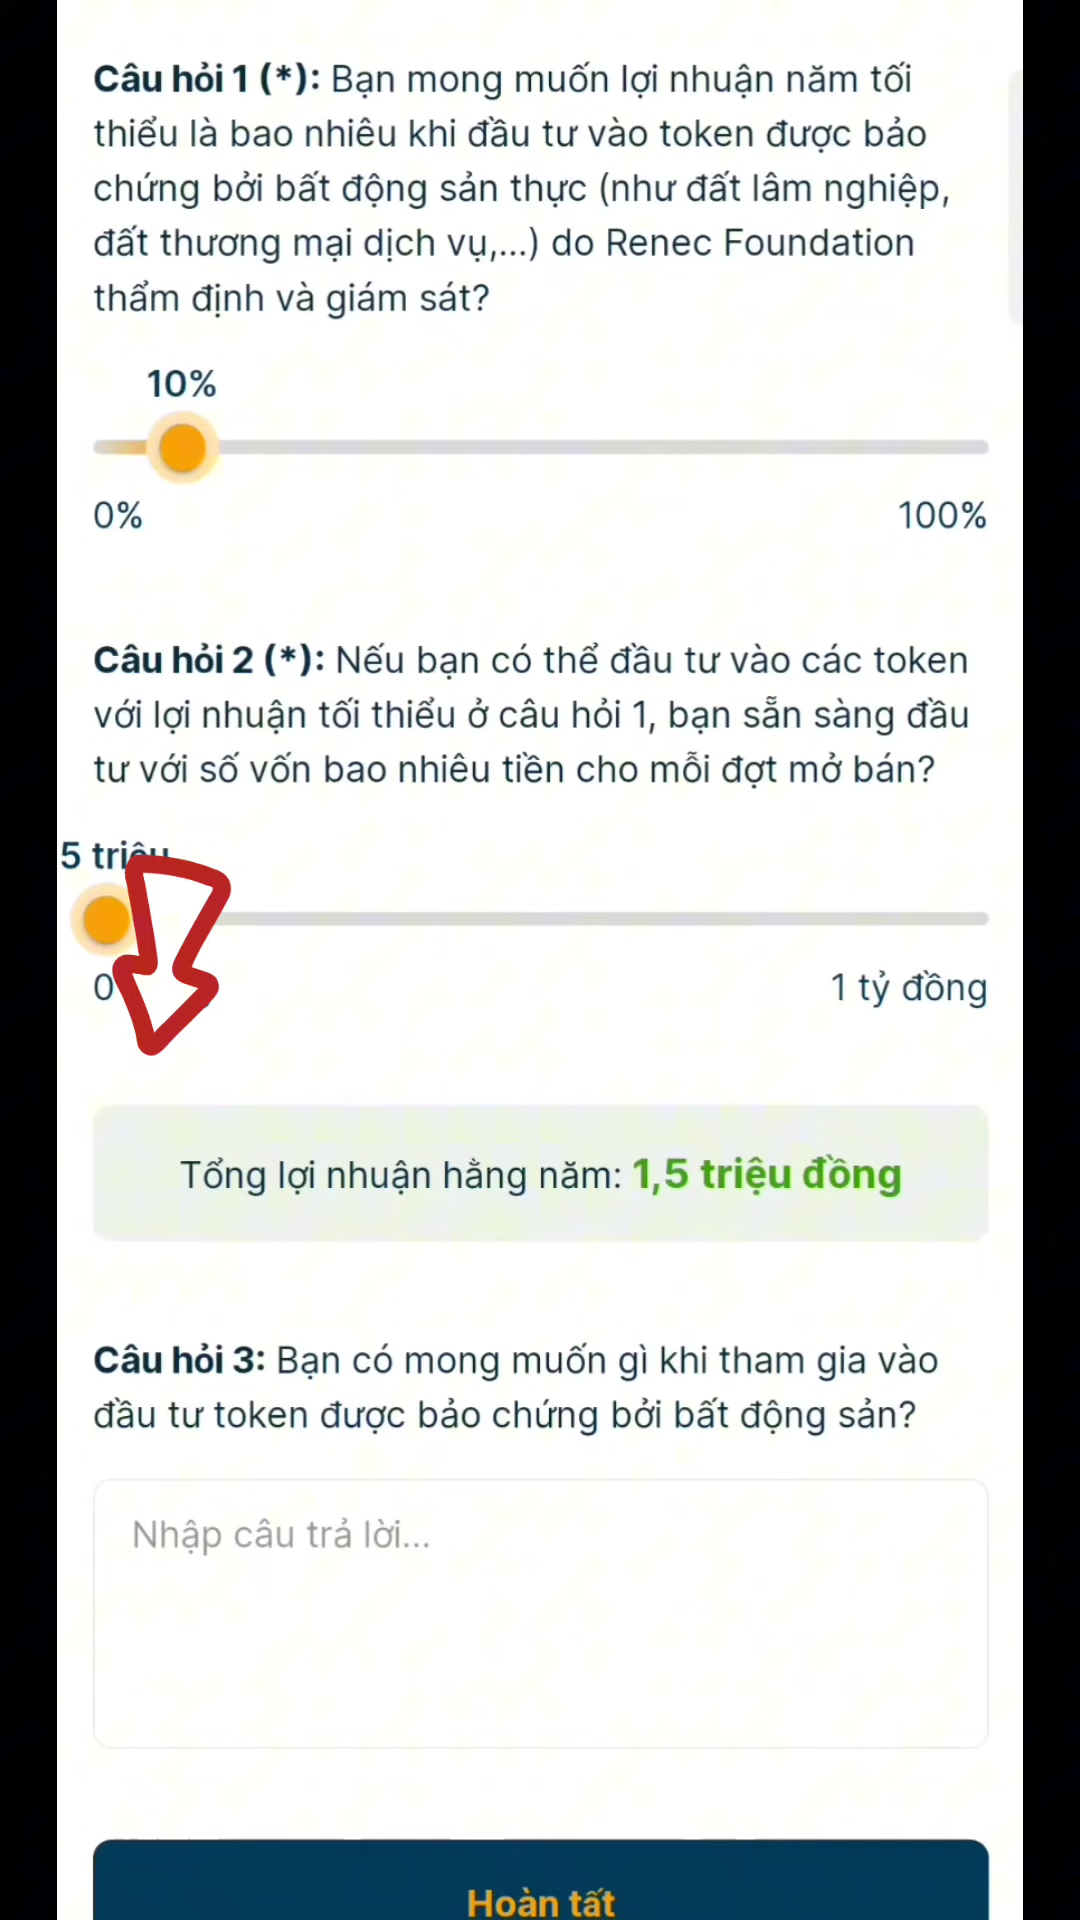 Câu hỏi 1 (*): Bạn mong muốn lợi nhuận năm tối
thiểu là bao nhiêu khi đầu tư vào token được bảo
chứng bởi bất động sản thực (như đất lâm nghiệp,
đất thương mại dịch vụ,...) do Renec Foundation
thẩm định và giám sát?
10%
0%
100%
Câu hỏi 2 (*): Nếu bạn có thể đầu tư vào các token
với lợi nhuận tối thiểu ở câu hỏi 1, bạn sẵn sàng đầu
tư với số vốn bao nhiêu tiền cho mỗi đợt mở bán?
5 triệu
0
1 tỷ đồng
Tổng lợi nhuận hằng năm: 1,5 triệu đồng
Câu hỏi 3: Bạn có mong muốn gì khi tham gia vào
đầu tư token được bảo chứng bởi bất động sản?
Nhập câu trả lời...
Hoàn tất